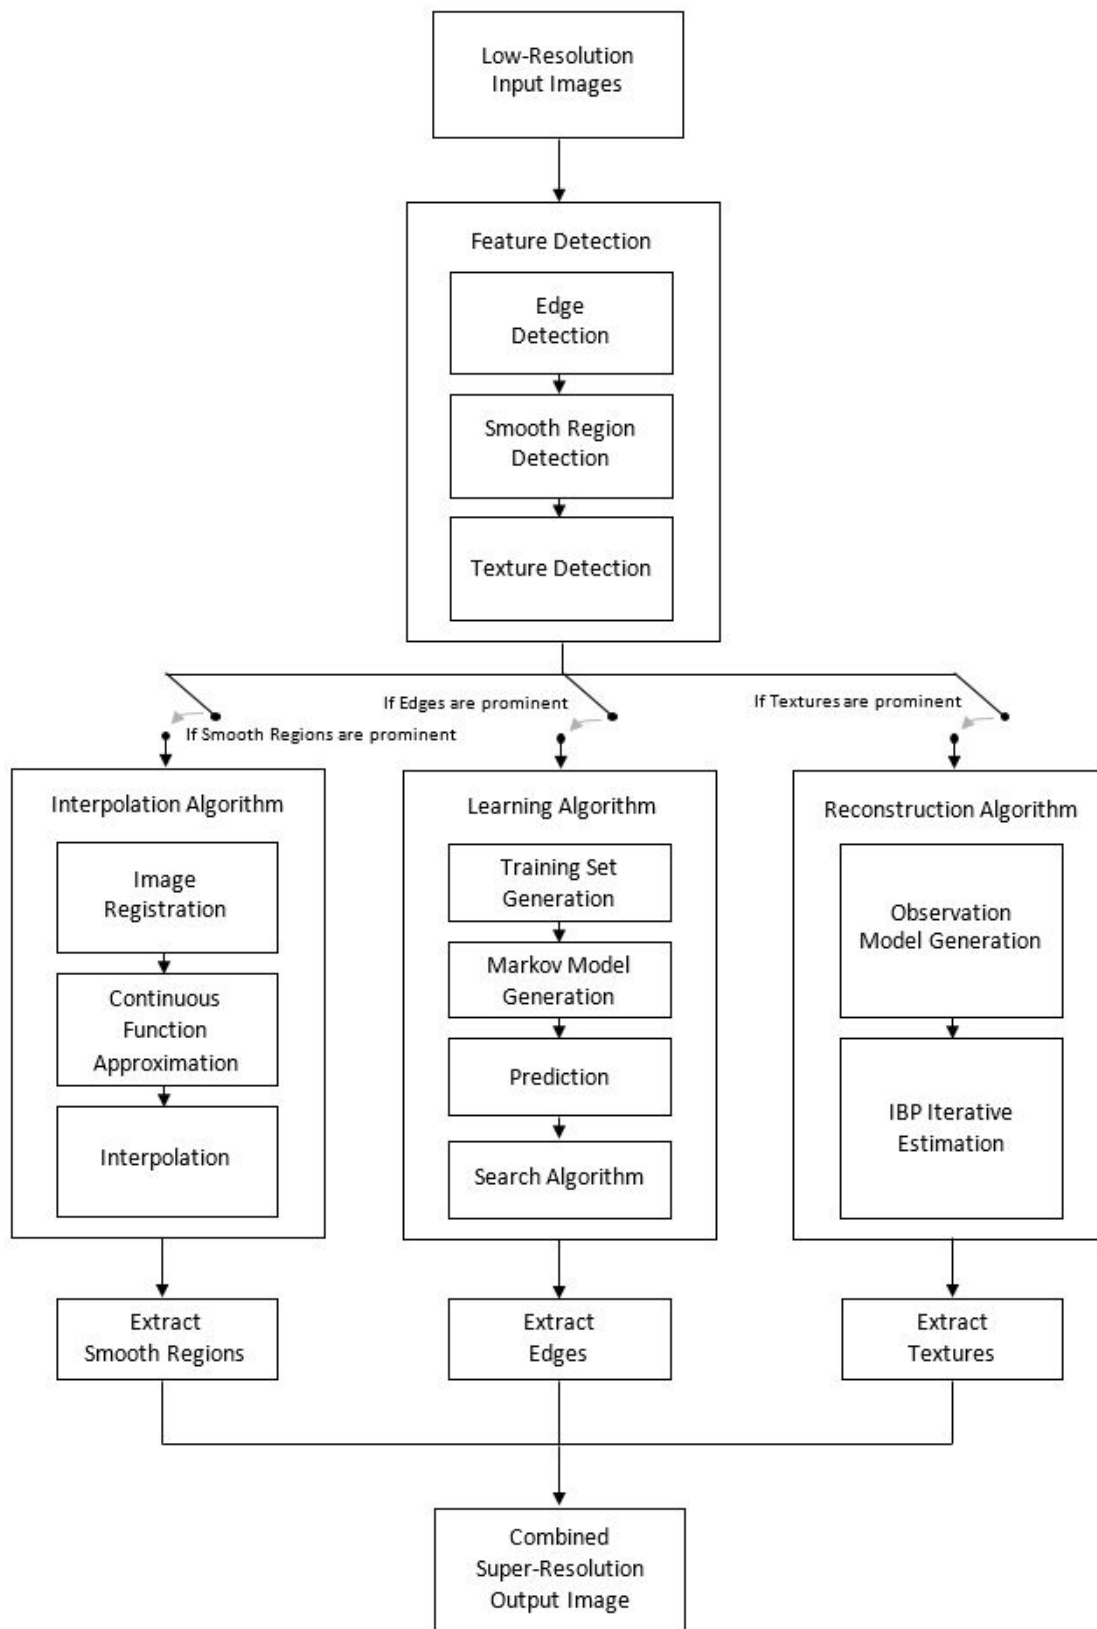 Low-Resolution
Input Images
Feature Detection
Edge
Detection
Smooth Region
Detection
Texture Detection
If Edges are prominent
If Textures are prominent
If Smooth Regions are prominent
Interpolation Algorithm
Image
Registration
Continuous
Function
Approximation
Interpolation
Learning Algorithm
Training Set
Generation
Markov Model
Generation
Prediction
Search Algorithm
Reconstruction Algorithm
Observation
Model Generation
IBP Iterative
Estimation
Extract
Smooth Regions
Extract
Edges
Extract
Textures
Combined
Super-Resolution
Output Image